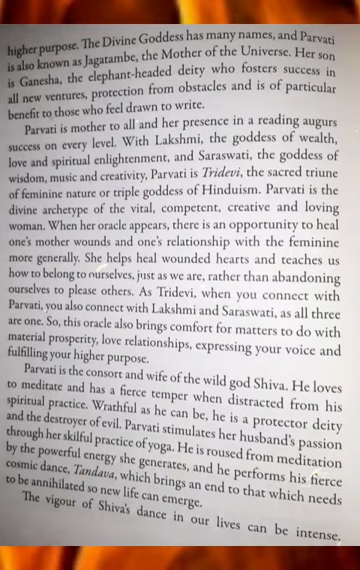 higher purpose. The Divine Goddess has many names, and Parvati
is also known as Jagatambe, the Mother of the Universe. Her son
is Ganesha, the elephant-headed deity who fosters success in
all new ventures, protection from obstacles and is of particular
benefit to those who feel drawn to write.
Parvati is mother to all and her presence in a reading augurs
success on every level. With Lakshmi, the goddess of wealth,
love and spiritual enlightenment, and Saraswati, the goddess of
wisdom, music and creativity, Parvati is Tridevi, the sacred triune
of feminine nature or triple goddess of Hinduism. Parvati is the
divine archetype of the vital, competent, creative and loving
woman. When her oracle appears, there is an opportunity to heal
one's mother wounds and one's relationship with the feminine
more generally. She helps heal wounded hearts and teaches us
how to belong to ourselves, just as we are, rather than abandoning
ourselves to please others. As Tridevi, when you connect with
Parvati, you also connect with Lakshmi and Saraswati, as all three
are one. So, this oracle also brings comfort for matters to do with
material prosperity, love relationships, expressing your voice and
fulfilling your higher purpose.
Parvati is the consort and wife of the wild god Shiva. He loves
to meditate and has a fierce temper when distracted from his
spiritual practice. Wrathful as he can be, he is a protector deity
and the destroyer of evil. Parvati stimulates her husband's passion
through her skilful practice of yoga. He is roused from meditation
by the powerful energy she generates, and he performs his fierce
cosmic dance, Tandava, which brings an end to that which needs
to be annihilated so new life can emerge.
The vigour of Shiva's dance in our lives can be intense.